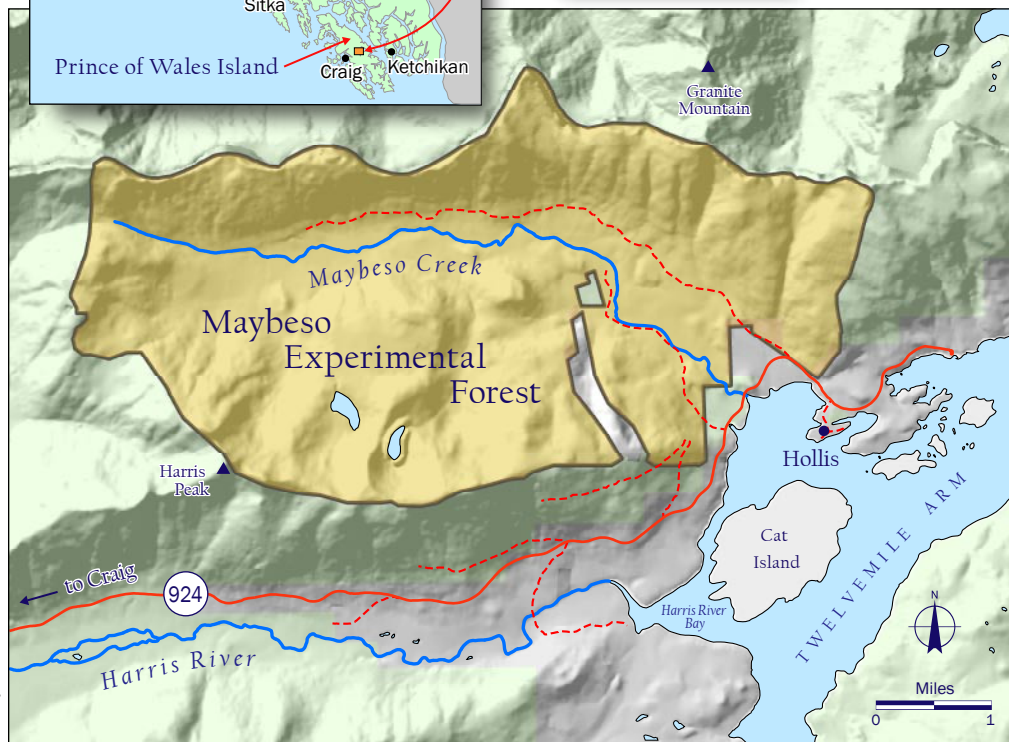 Sitka
Prince of Wales Island
Craig
Ketchikan
Granite
Mountain
Maybeso Creek
Maybeso
Experimental
Forest
Harris
Peak
Hollis
Cat
Island
TWELVEMILE ARM
to Craig
924
Harris River
Bay
Harris River
N
Miles
0 1